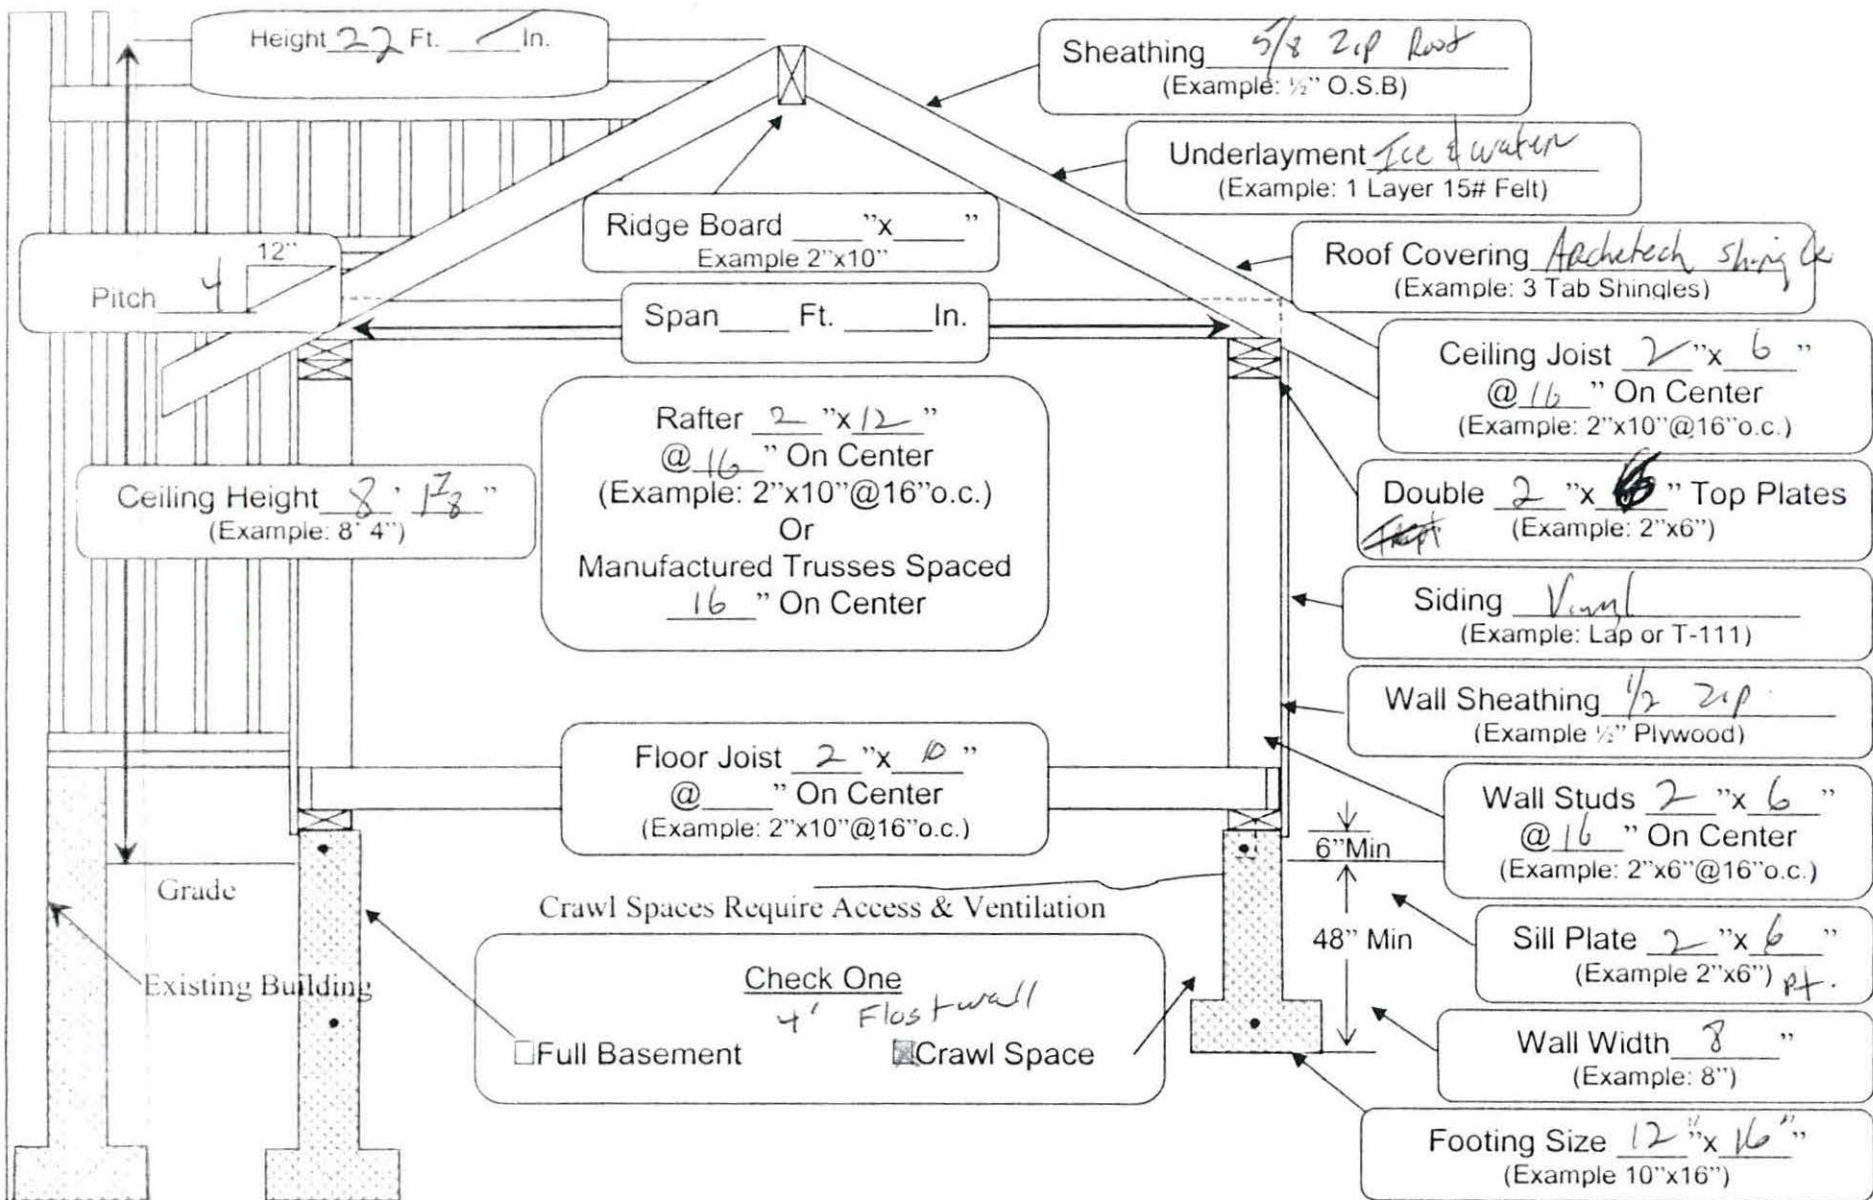 Height 22 Ft. / In.
Sheathing 5/8 Zip Roof
(Example: ½" O.S.B)
Underlayment Ice & water
(Example: 1 Layer 15# Felt)
Ridge Board ____"x____"
Example 2"x10"
Roof Covering Archetech shingle
(Example: 3 Tab Shingles)
12"
Pitch 4
Span____ Ft. ____In.
Ceiling Joist 2"x 6"
@ 16" On Center
(Example: 2"x10"@16"o.c.)
Rafter 2"x12"
@ 16" On Center
(Example: 2"x10"@16"o.c.)
Or
Manufactured Trusses Spaced
16" On Center
Ceiling Height 8' 1 7/8"
(Example: 8' 4")
Double 2"x 6" Top Plates
(Example: 2"x6")
Siding Vinyl
(Example: Lap or T-111)
Wall Sheathing 1/2 Zip
(Example ½" Plywood)
Floor Joist 2"x 10"
@____" On Center
(Example: 2"x10"@16"o.c.)
Wall Studs 2"x 6"
@ 16" On Center
(Example: 2"x6"@16"o.c.)
6"Min
Grade
Crawl Spaces Require Access & Ventilation
48" Min
Sill Plate 2"x 6"
(Example 2"x6") pt.
Existing Building
Check One
4' Flostwall
Full Basement
Crawl Space
Wall Width 8"
(Example: 8")
Footing Size 12"x 16"
(Example 10"x16")